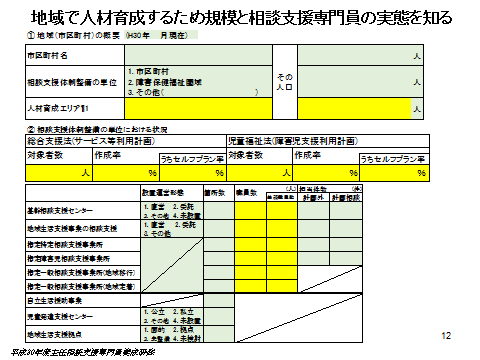 地域で人材育成するため規模と相談支援専門員の実態を知る
① 地域（市区町村）の概要　（H30年　月現在）
市区町村名
その人口
人
相談支援体制整備の単位
1. 市区町村
2. 障害保健福祉圏域
3. その他（　　　）
人
人材育成エリア
人
② 相談支援体制整備の単位における状況
総合支援法（サービス等利用計画）
児童福祉法（障害児支援利用計画）
対象者数
作成率
うちセルフプラン率
対象者数
作成率
うちセルフプラン率
人
％
％
人
％
％
設置運営形態
箇所数
職員数
（人）
担当件数
（件）
計画外
計画相談
基幹相談支援センター
1. 直営　2. 委託
3. その他　4. 未設置
地域生活支援事業の相談支援
1. 直営　2. 委託
3. その他
指定特定相談支援事業所
指定障害児相談支援事業所
指定一般相談支援事業所（地域移行）
指定一般相談支援事業所（地域定着）
自立生活援助事業
児童発達支援センター
1. 公立　2. 私立
3. その他　4. 未設置
地域生活支援拠点
1. 面的　2. 拠点
3. 未整備　4. 未検討
12
平成30年度主任相談支援専門員養成研修